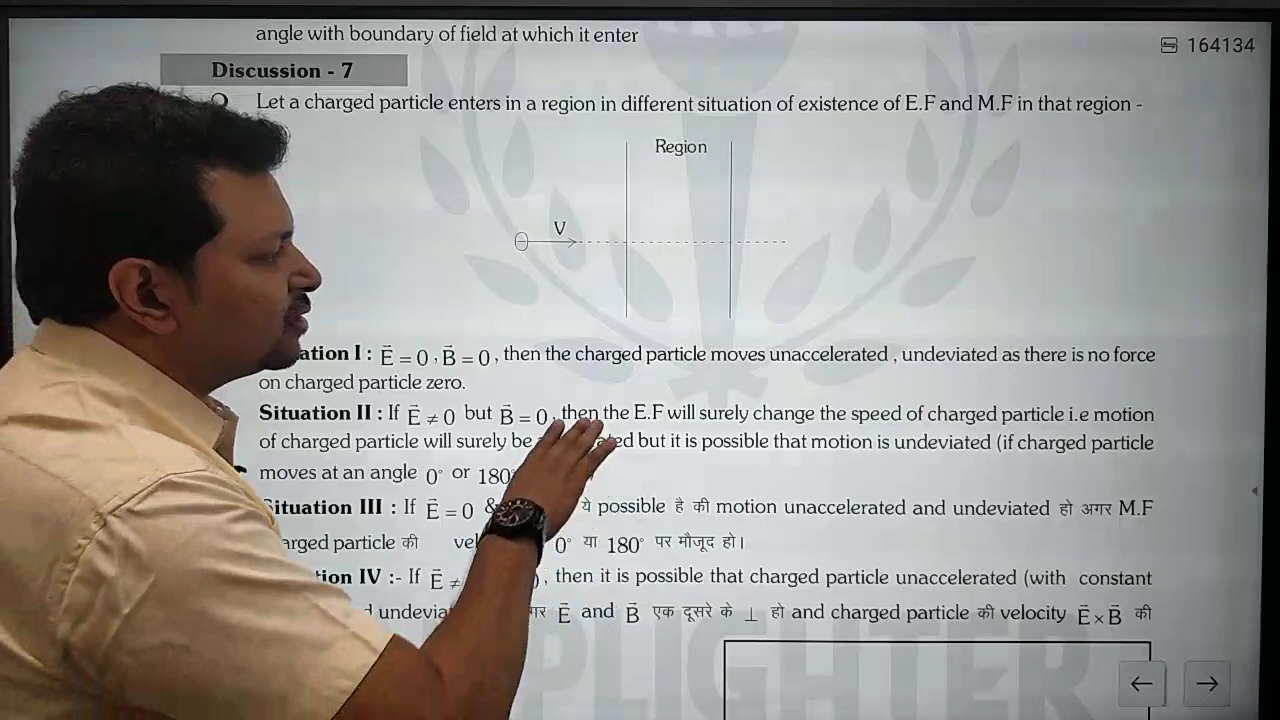 angle with boundary of field at which it enter
164134
Discussion - 7
Let a charged particle enters in a region in different situation of existence of E.F and M.F in that region -
Region
V
ation I : E⃗ = 0 , B⃗ = 0 , then the charged particle moves unaccelerated , undeviated as there is no force
on charged particle zero.
Situation II : If E⃗ ≠ 0 but B⃗ = 0, then the E.F will surely change the speed of charged particle i.e motion
of charged particle will surely be ed but it is possible that motion is undeviated (if charged particle
moves at an angle 0° or 180°
ituation III : If E⃗ = 0 & ये possible है की motion unaccelerated and undeviated हो अगर M.F
arged particle की vel 0° या 180° पर मौजूद हो।
tion IV :- If E⃗ ≠ , then it is possible that charged particle unaccelerated (with constant
d undevia गर E⃗ and B⃗ एक दूसरे के ⊥ हो and charged particle की velocity E⃗ × B⃗ की
PLIGHTER
← →